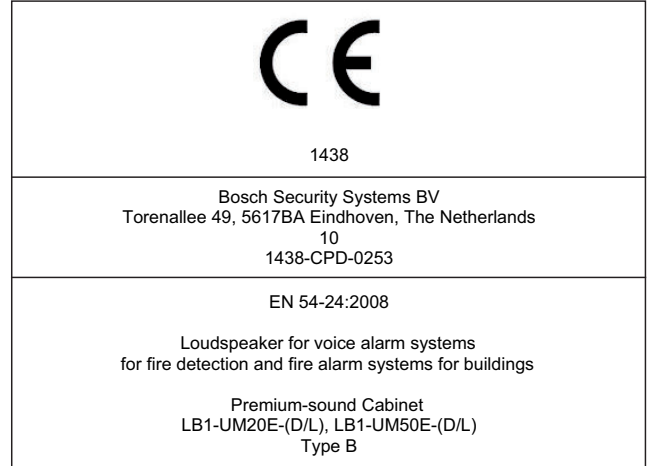 CE
1438
Bosch Security Systems BV
Torenallee 49, 5617BA Eindhoven, The Netherlands
10
1438-CPD-0253
EN 54-24:2008
Loudspeaker for voice alarm systems
for fire detection and fire alarm systems for buildings
Premium-sound Cabinet
LB1-UM20E-(D/L), LB1-UM50E-(D/L)
Type B